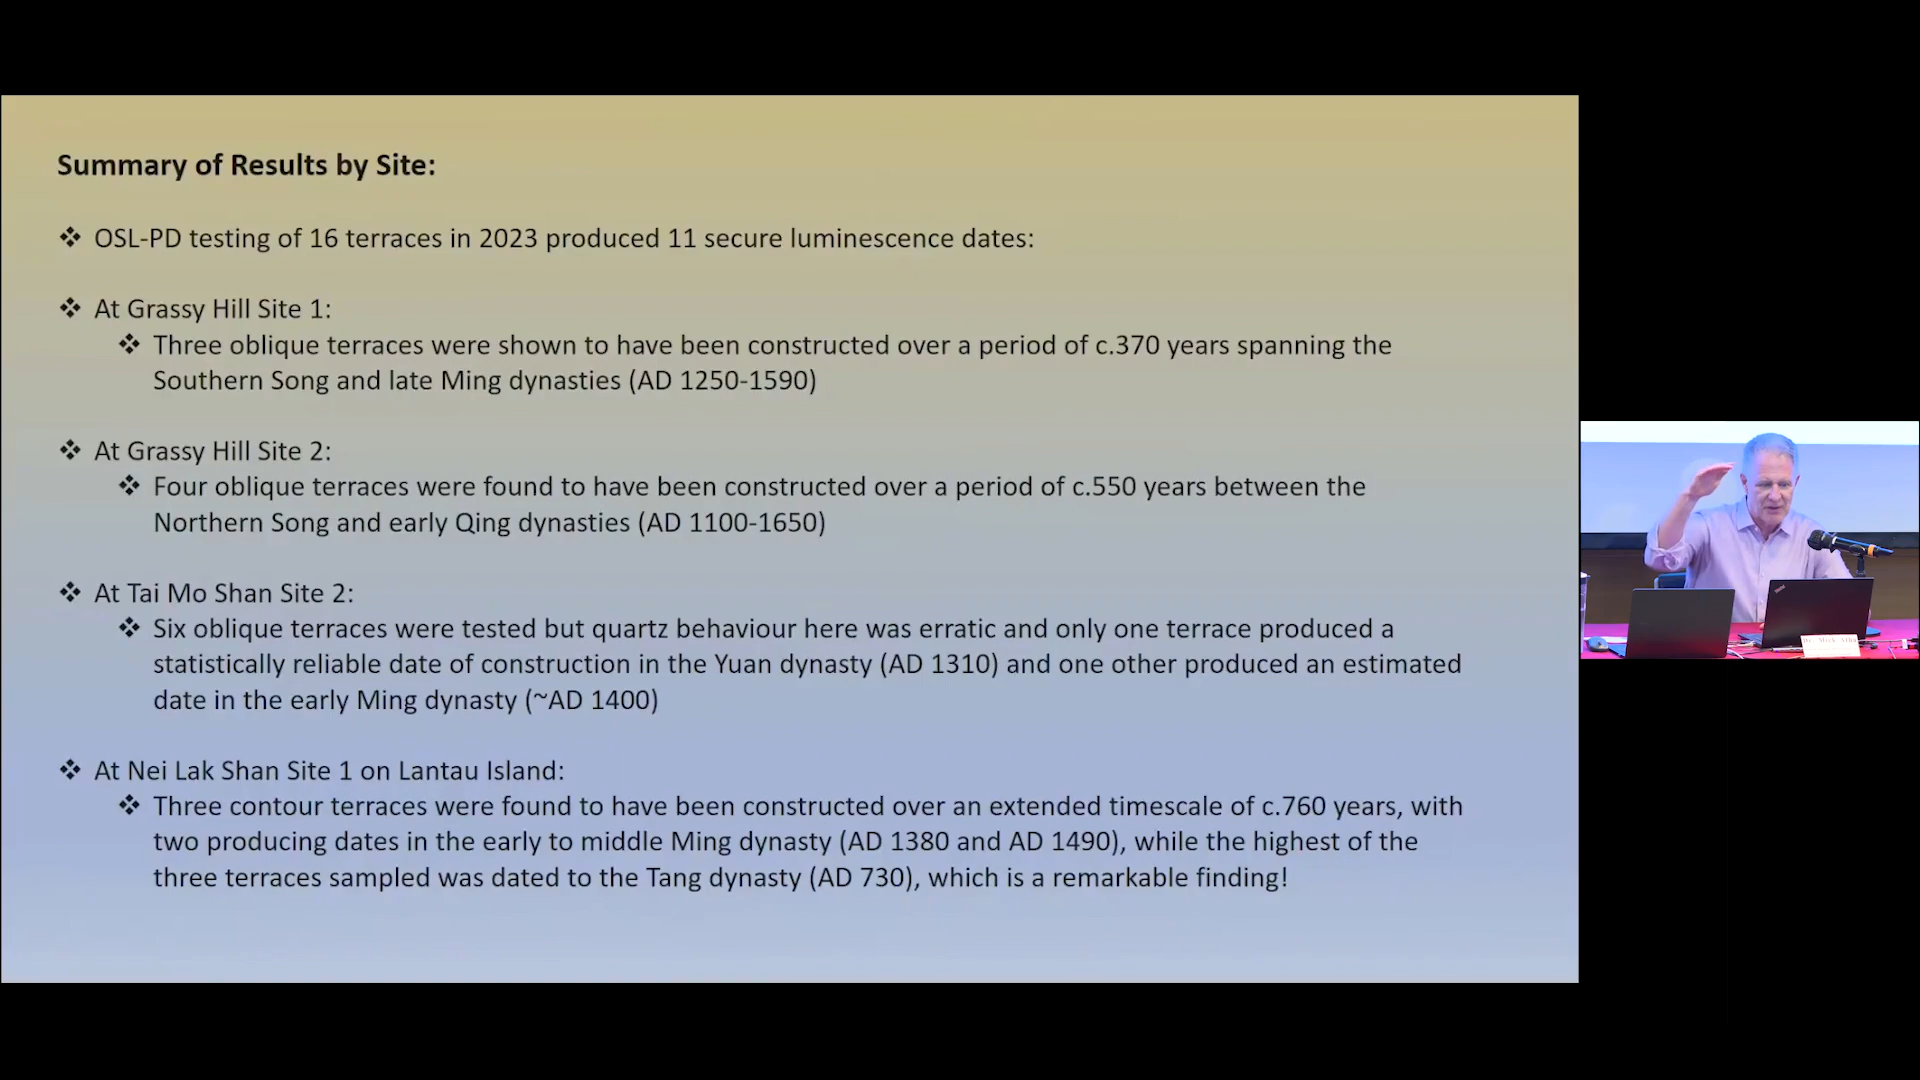 Summary of Results by Site:
❖ OSL-PD testing of 16 terraces in 2023 produced 11 secure luminescence dates:
❖ At Grassy Hill Site 1:
❖ Three oblique terraces were shown to have been constructed over a period of c.370 years spanning the
Southern Song and late Ming dynasties (AD 1250-1590)
❖ At Grassy Hill Site 2:
❖ Four oblique terraces were found to have been constructed over a period of c.550 years between the
Northern Song and early Qing dynasties (AD 1100-1650)
❖ At Tai Mo Shan Site 2:
❖ Six oblique terraces were tested but quartz behaviour here was erratic and only one terrace produced a
statistically reliable date of construction in the Yuan dynasty (AD 1310) and one other produced an estimated
date in the early Ming dynasty (~AD 1400)
❖ At Nei Lak Shan Site 1 on Lantau Island:
❖ Three contour terraces were found to have been constructed over an extended timescale of c.760 years, with
two producing dates in the early to middle Ming dynasty (AD 1380 and AD 1490), while the highest of the
three terraces sampled was dated to the Tang dynasty (AD 730), which is a remarkable finding!
Dr. Mick